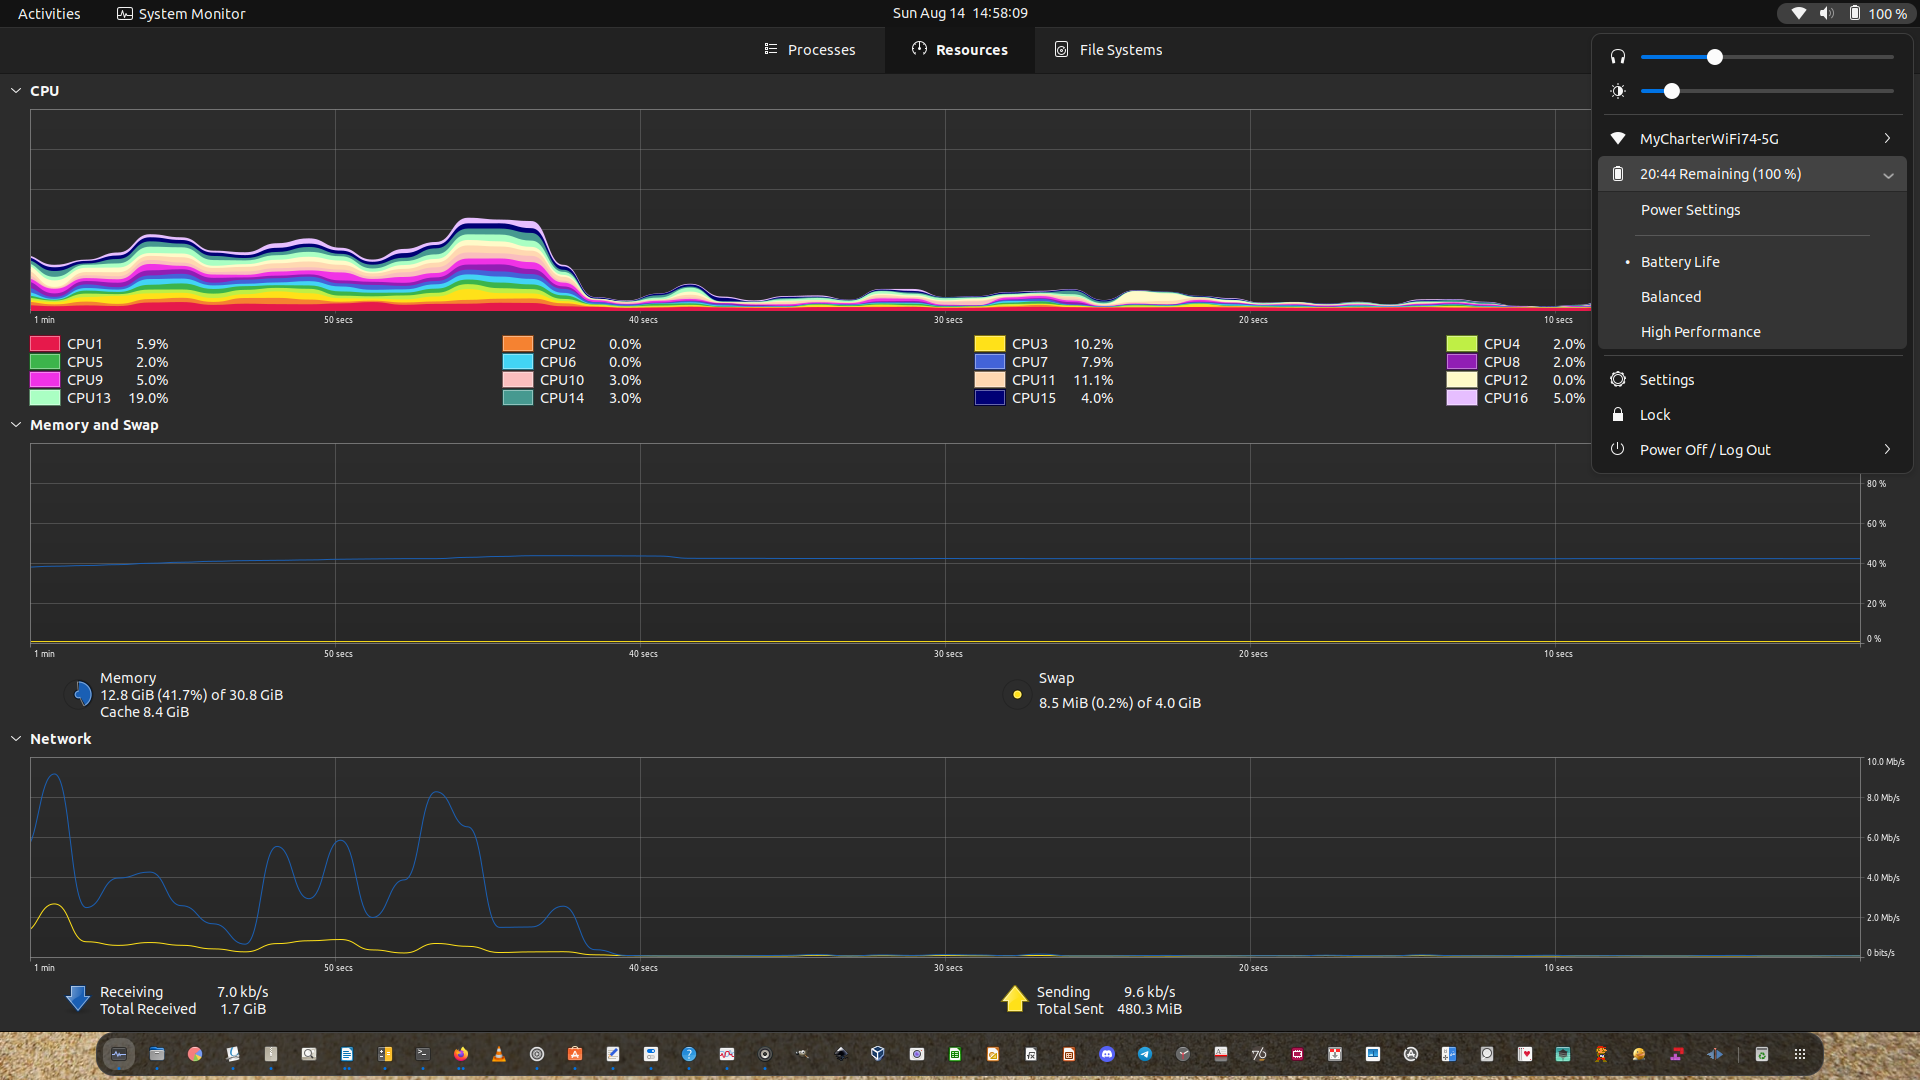 Activities
System Monitor
Sun Aug 14 14:58:09
100 %
Processes
Resources
File Systems
CPU
1 min 50 secs 40 secs 30 secs 20 secs 10 secs
CPU1 5.9% CPU2 0.0% CPU3 10.2% CPU4 2.0%
CPU5 2.0% CPU6 0.0% CPU7 7.9% CPU8 2.0%
CPU9 5.0% CPU10 3.0% CPU11 11.1% CPU12 0.0%
CPU13 19.0% CPU14 3.0% CPU15 4.0% CPU16 5.0%
MyCharterWiFi74-5G
20:44 Remaining (100 %)
Power Settings
Battery Life
Balanced
High Performance
Settings
Lock
Power Off / Log Out
Memory and Swap
80 %
60 %
40 %
20 %
0 %
1 min 50 secs 40 secs 30 secs 20 secs 10 secs
Memory
12.8 GiB (41.7%) of 30.8 GiB
Cache 8.4 GiB
Swap
8.5 MiB (0.2%) of 4.0 GiB
Network
10.0 Mb/s
8.0 Mb/s
6.0 Mb/s
4.0 Mb/s
2.0 Mb/s
0 bits/s
1 min 50 secs 40 secs 30 secs 20 secs 10 secs
Receiving 7.0 kb/s
Total Received 1.7 GiB
Sending 9.6 kb/s
Total Sent 480.3 MiB
76